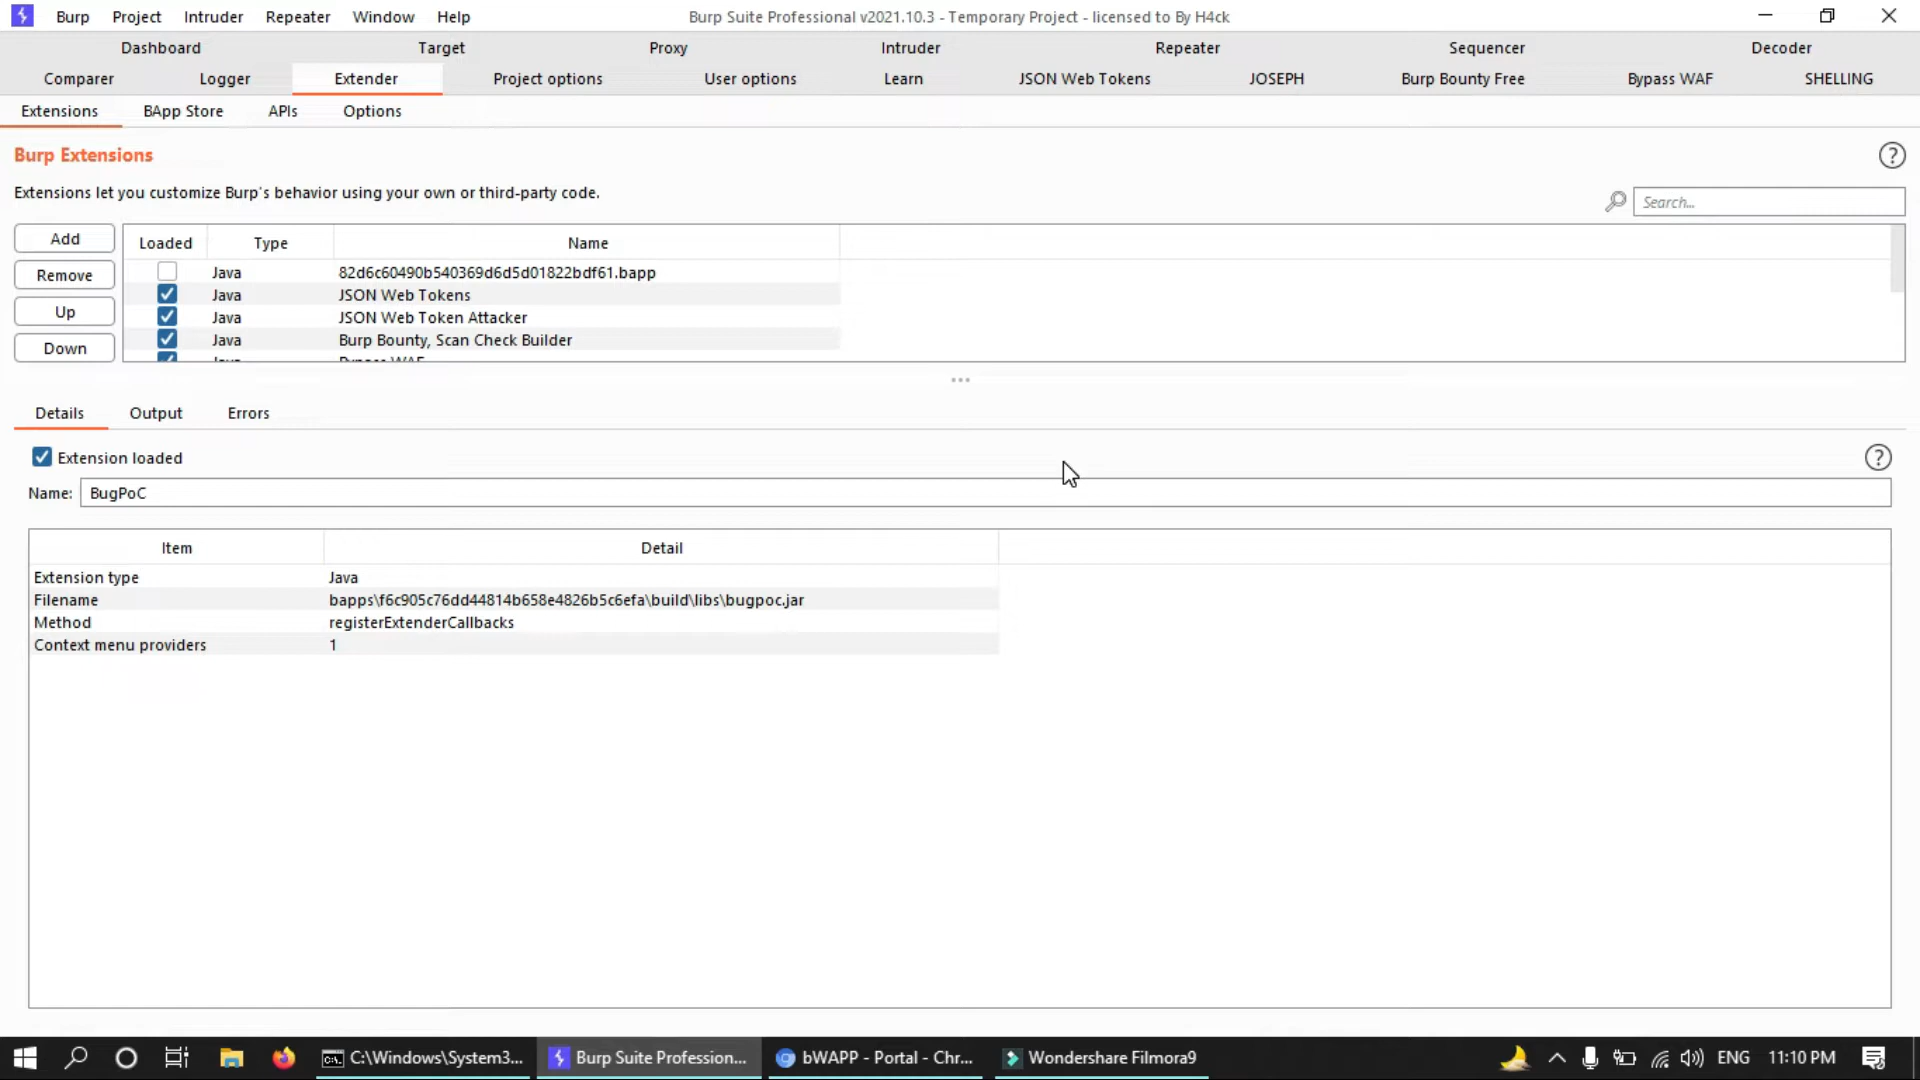 Burp Project Intruder Repeater Window Help Burp Suite Professional v2021.10.3 - Temporary Project - licensed to By H4ck
Dashboard Target Proxy Intruder Repeater Sequencer Decoder
Comparer Logger Extender Project options User options Learn JSON Web Tokens JOSEPH Burp Bounty Free Bypass WAF SHELLING
Extensions BApp Store APIs Options
Burp Extensions
Extensions let you customize Burp's behavior using your own or third-party code.
Search...
Add Loaded Type Name
Java 82d6c60490b540369d6d5d01822bdf61.bapp
Remove Java JSON Web Tokens
Up Java JSON Web Token Attacker
Down Java Burp Bounty, Scan Check Builder
Java Bypass WAF
Details Output Errors
Extension loaded
Name: BugPoC
Item Detail
Extension type Java
Filename bapps\f6c905c76dd44814b658e4826b5c6efa\build\libs\bugpoc.jar
Method registerExtenderCallbacks
Context menu providers 1
C:\Windows\System3... Burp Suite Profession... bWAPP - Portal - Chr... Wondershare Filmora9 ENG 11:10 PM